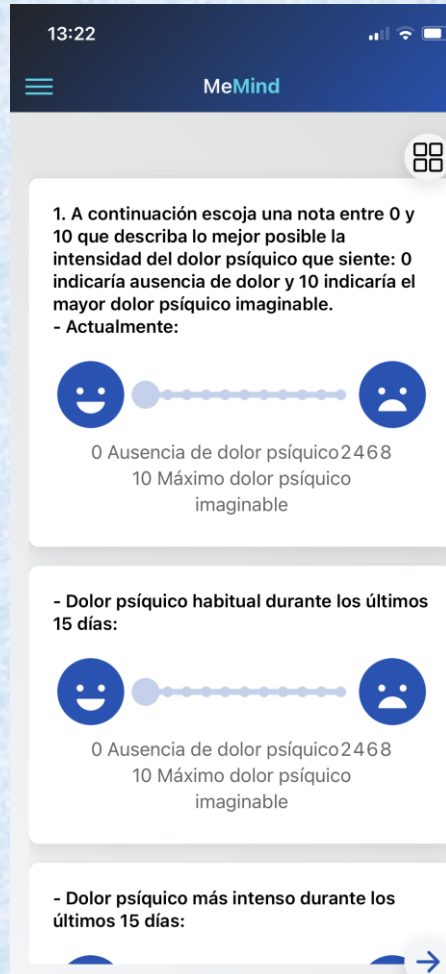 13:22
MeMind
1. A continuación escoja una nota entre 0 y
10 que describa lo mejor posible la
intensidad del dolor psíquico que siente: 0
indicaría ausencia de dolor y 10 indicaría el
mayor dolor psíquico imaginable.
- Actualmente:
0 Ausencia de dolor psíquico2468
10 Máximo dolor psíquico
imaginable
- Dolor psíquico habitual durante los últimos
15 días:
0 Ausencia de dolor psíquico2468
10 Máximo dolor psíquico
imaginable
- Dolor psíquico más intenso durante los
últimos 15 días: